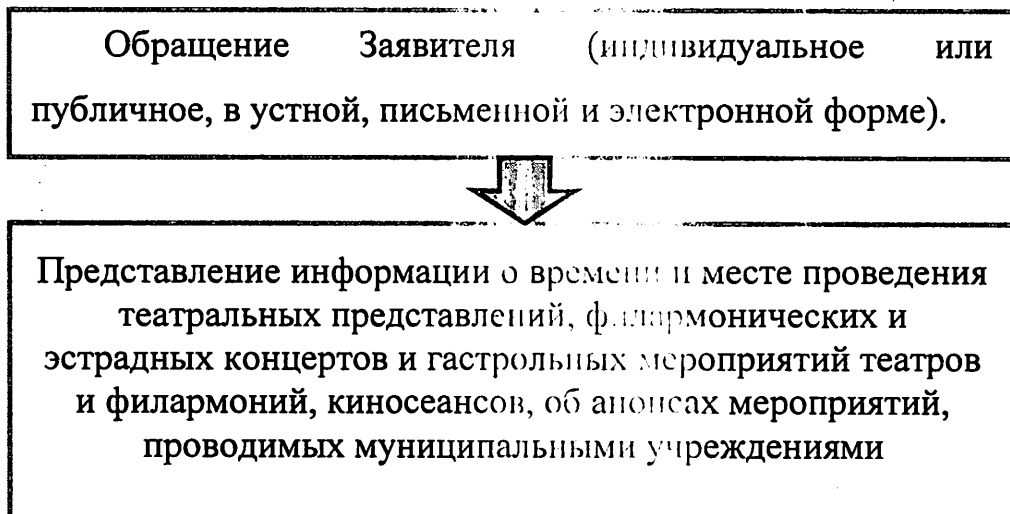 Обращение Заявителя (индивидуальное или
публичное, в устной, письменной и электронной форме).
Представление информации о времени и месте проведения
театральных представлений, филармонических и
эстрадных концертов и гастрольных мероприятий театров
и филармоний, киносеансов, об анонсах мероприятий,
проводимых муниципальными учреждениями